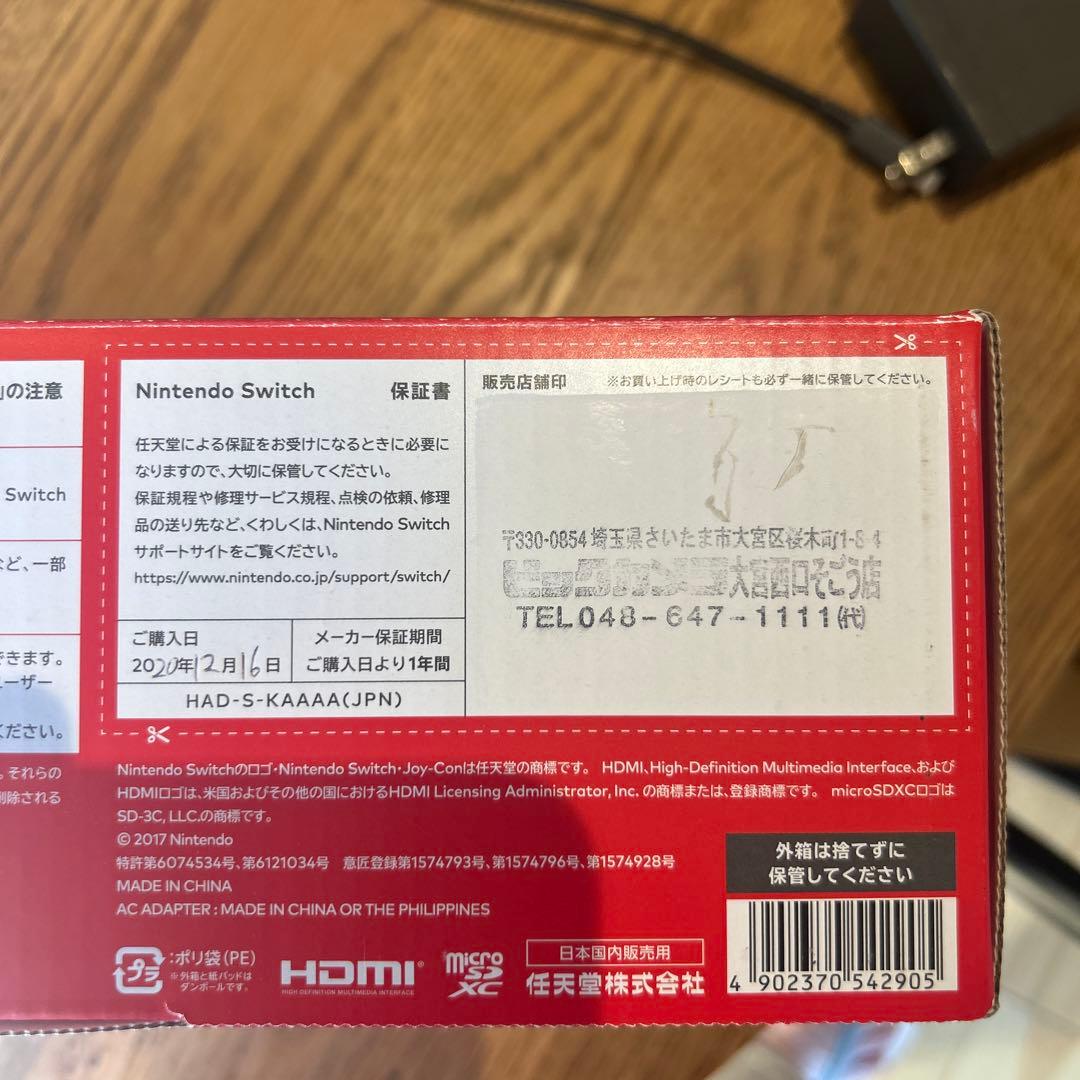 」の注意
Switch
など、一部
できます。
ユーザー
ください。
。それらの
削除される
Nintendo Switch 保証書
任天堂による保証をお受けになるときに必要に
なりますので、大切に保管してください。
保証規程や修理サービス規程、点検の依頼、修理
品の送り先など、くわしくは、Nintendo Switch
サポートサイトをご覧ください。
https://www.nintendo.co.jp/support/switch/
ご購入日
2020年12月16日
メーカー保証期間
ご購入日より1年間
HAD-S-KAAAA(JPN)
販売店舗印 ※お買い上げ時のレシートも必ず一緒に保管してください。
〒330-0854 埼玉県さいたま市大宮区桜木町1-8-4
大宮西口そごう店
TEL048-647-1111(代)
Nintendo Switchのロゴ・Nintendo Switch・Joy-Conは任天堂の商標です。 HDMI、High-Definition Multimedia Interface、および
HDMIロゴは、米国およびその他の国におけるHDMI Licensing Administrator, Inc. の商標または、登録商標です。 microSDXCロゴは
SD-3C, LLC.の商標です。
© 2017 Nintendo
特許第6074534号、第6121034号 意匠登録第1574793号、第1574796号、第1574928号
MADE IN CHINA
AC ADAPTER : MADE IN CHINA OR THE PHILIPPINES
プラ
:ポリ袋(PE)
※外箱と紙パッドは
ダンボールです。
HDMI
HIGH-DEFINITION MULTIMEDIA INTERFACE
micro
SD
XC
日本国内販売用
任天堂株式会社
外箱は捨てずに
保管してください
4 902370 542905